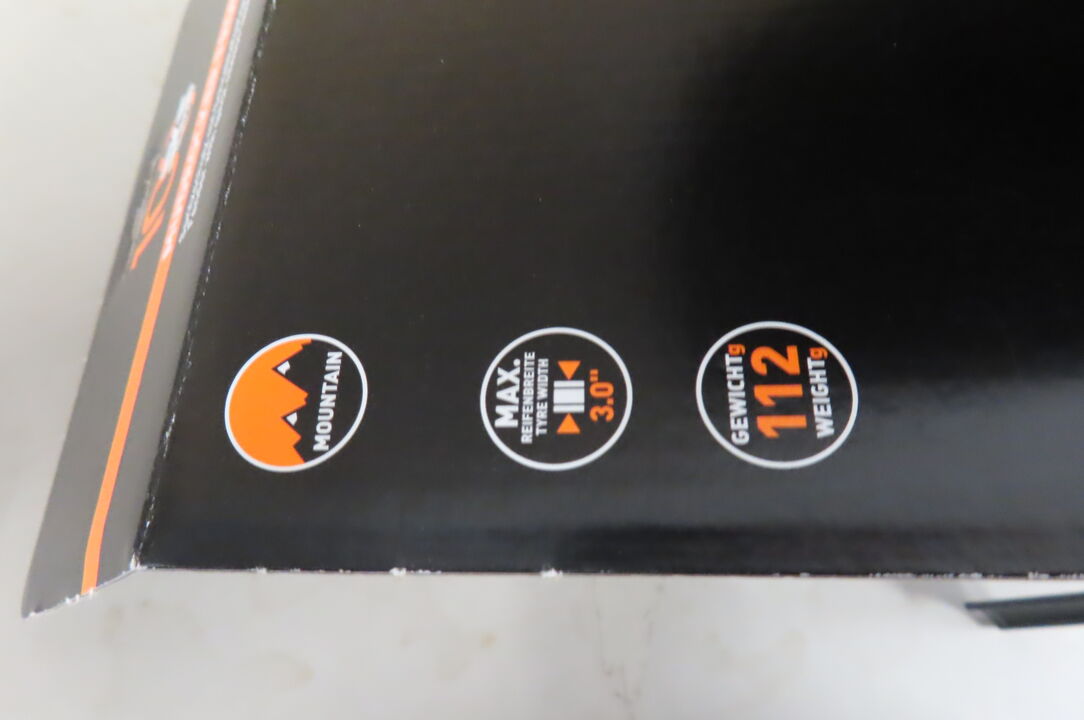 MOUNTAIN
MAX.
REIFENBREITE
TYRE WIDTH
3.0"
GEWICHTg
112
WEIGHTg